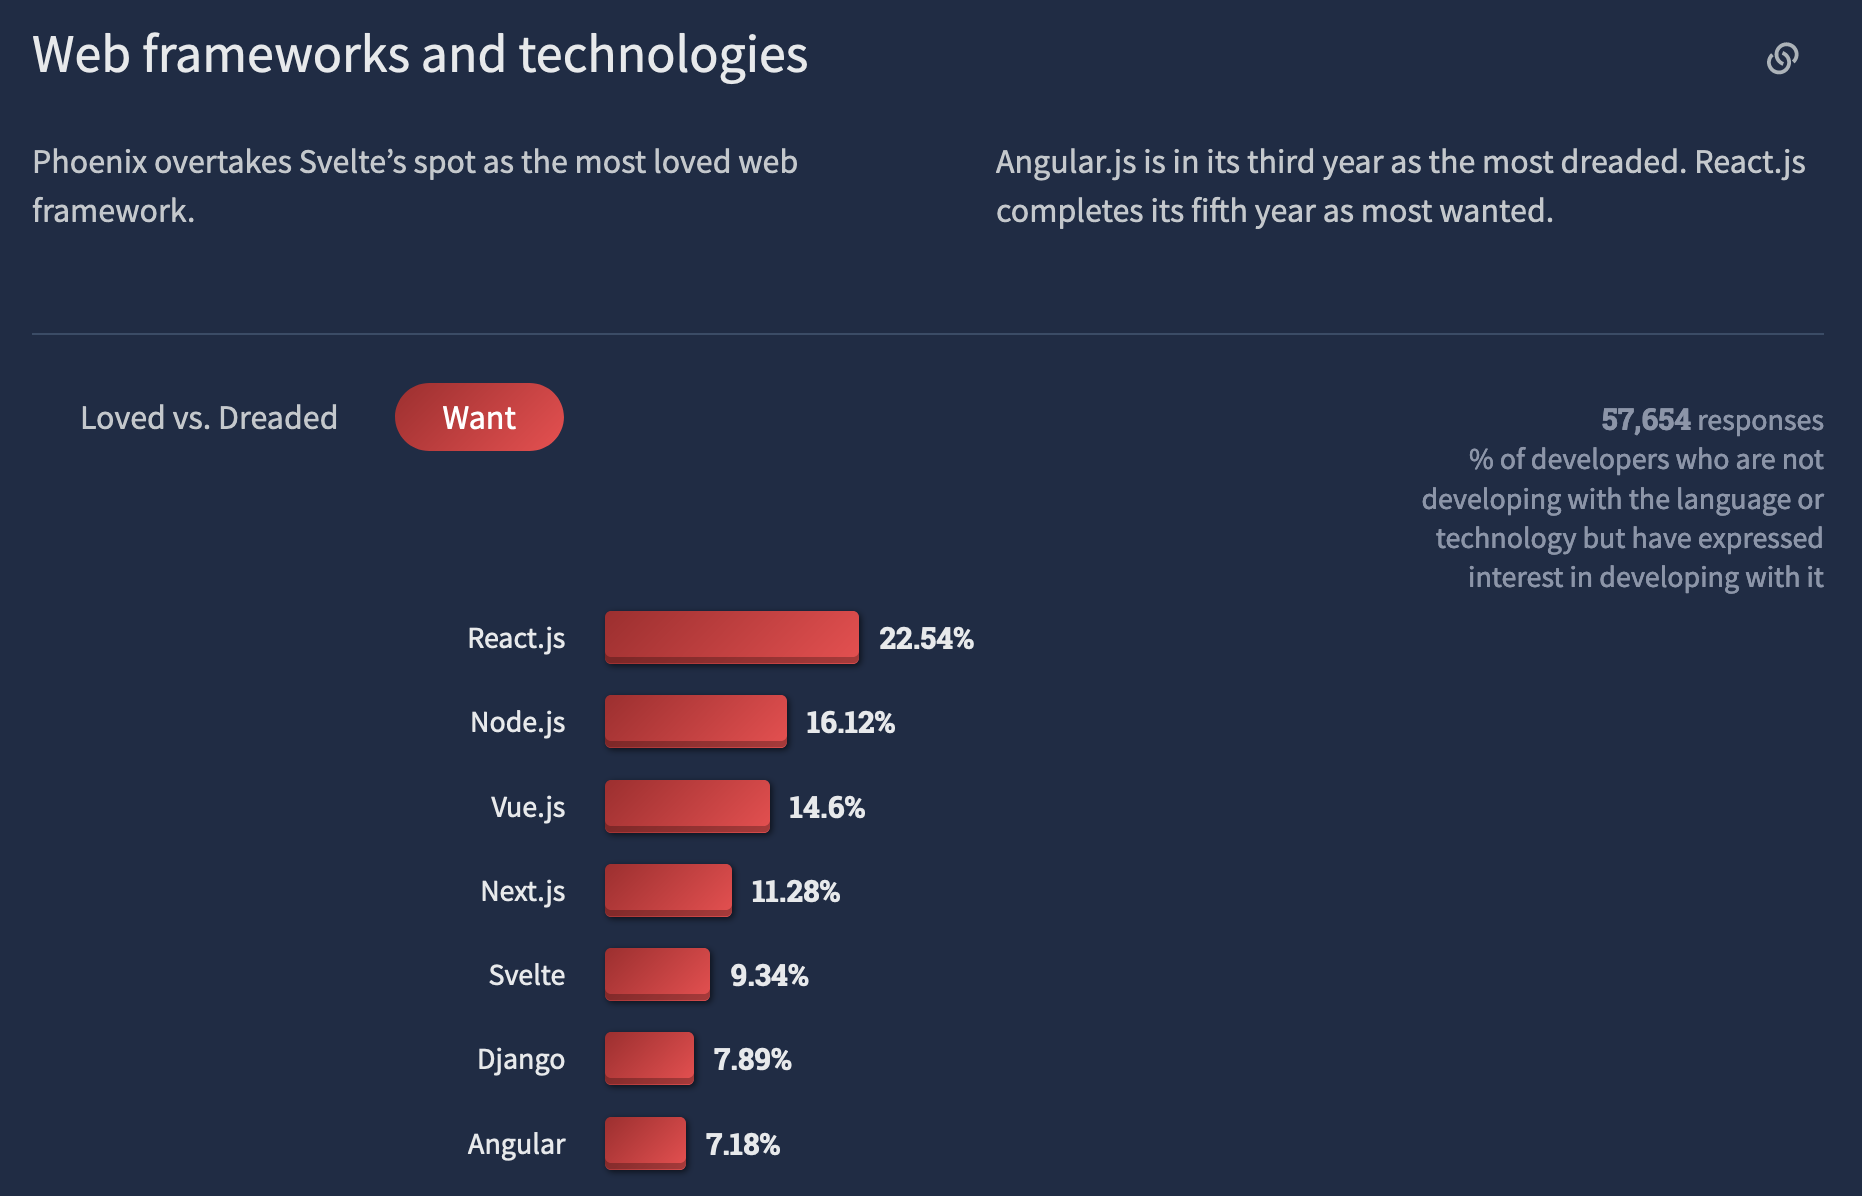 Web frameworks and technologies
Phoenix overtakes Svelte’s spot as the most loved web
framework.
Angular.js is in its third year as the most dreaded. React.js
completes its fifth year as most wanted.
Loved vs. Dreaded
Want
57,654 responses
% of developers who are not
developing with the language or
technology but have expressed
interest in developing with it
React.js 22.54%
Node.js 16.12%
Vue.js 14.6%
Next.js 11.28%
Svelte 9.34%
Django 7.89%
Angular 7.18%